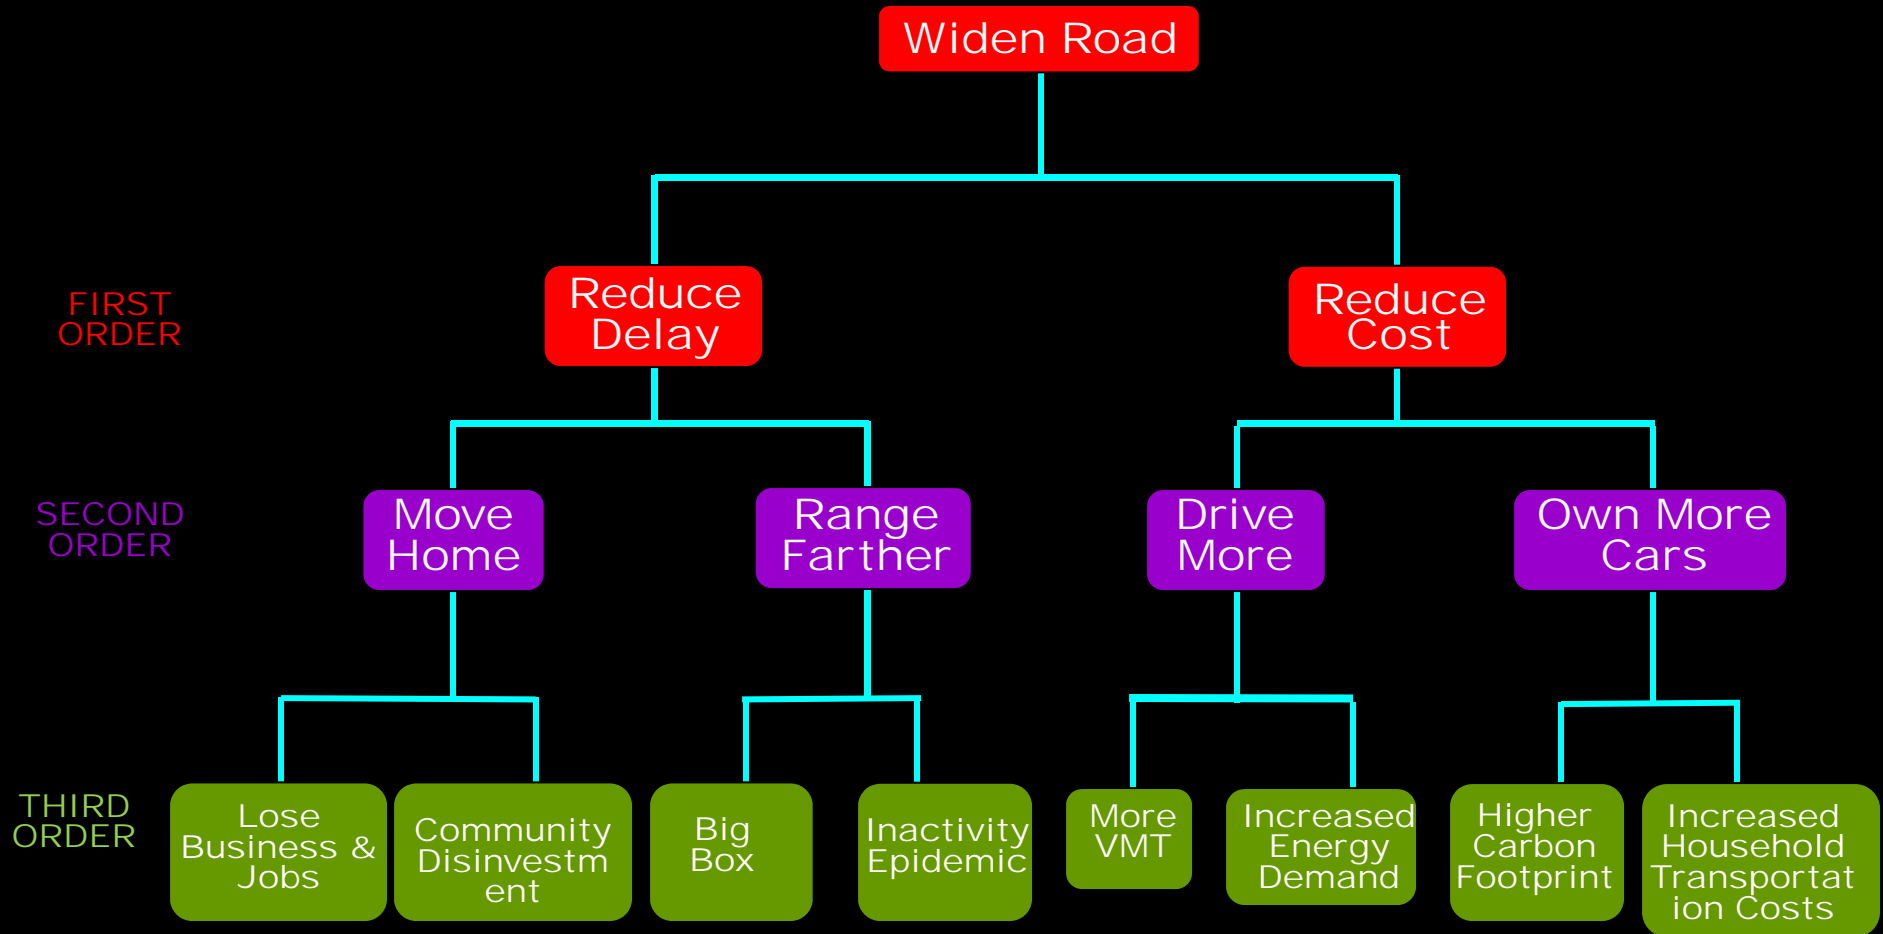 Widen Road
FIRST
ORDER
Reduce
Delay
Reduce
Cost
SECOND
ORDER
Move
Home
Range
Farther
Drive
More
Own More
Cars
THIRD
ORDER
Lose
Business &
Jobs
Community
Disinvestm
ent
Big
Box
Inactivity
Epidemic
More
VMT
Increased
Energy
Demand
Higher
Carbon
Footprint
Increased
Household
Transportat
ion Costs